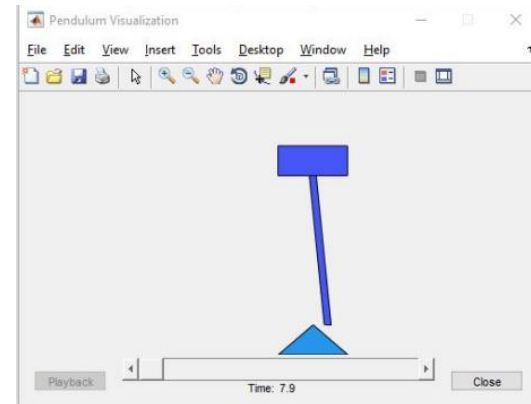 Pendulum Visualization
File Edit View Insert Tools Desktop Window Help
Playback
Time: 7.9
Close